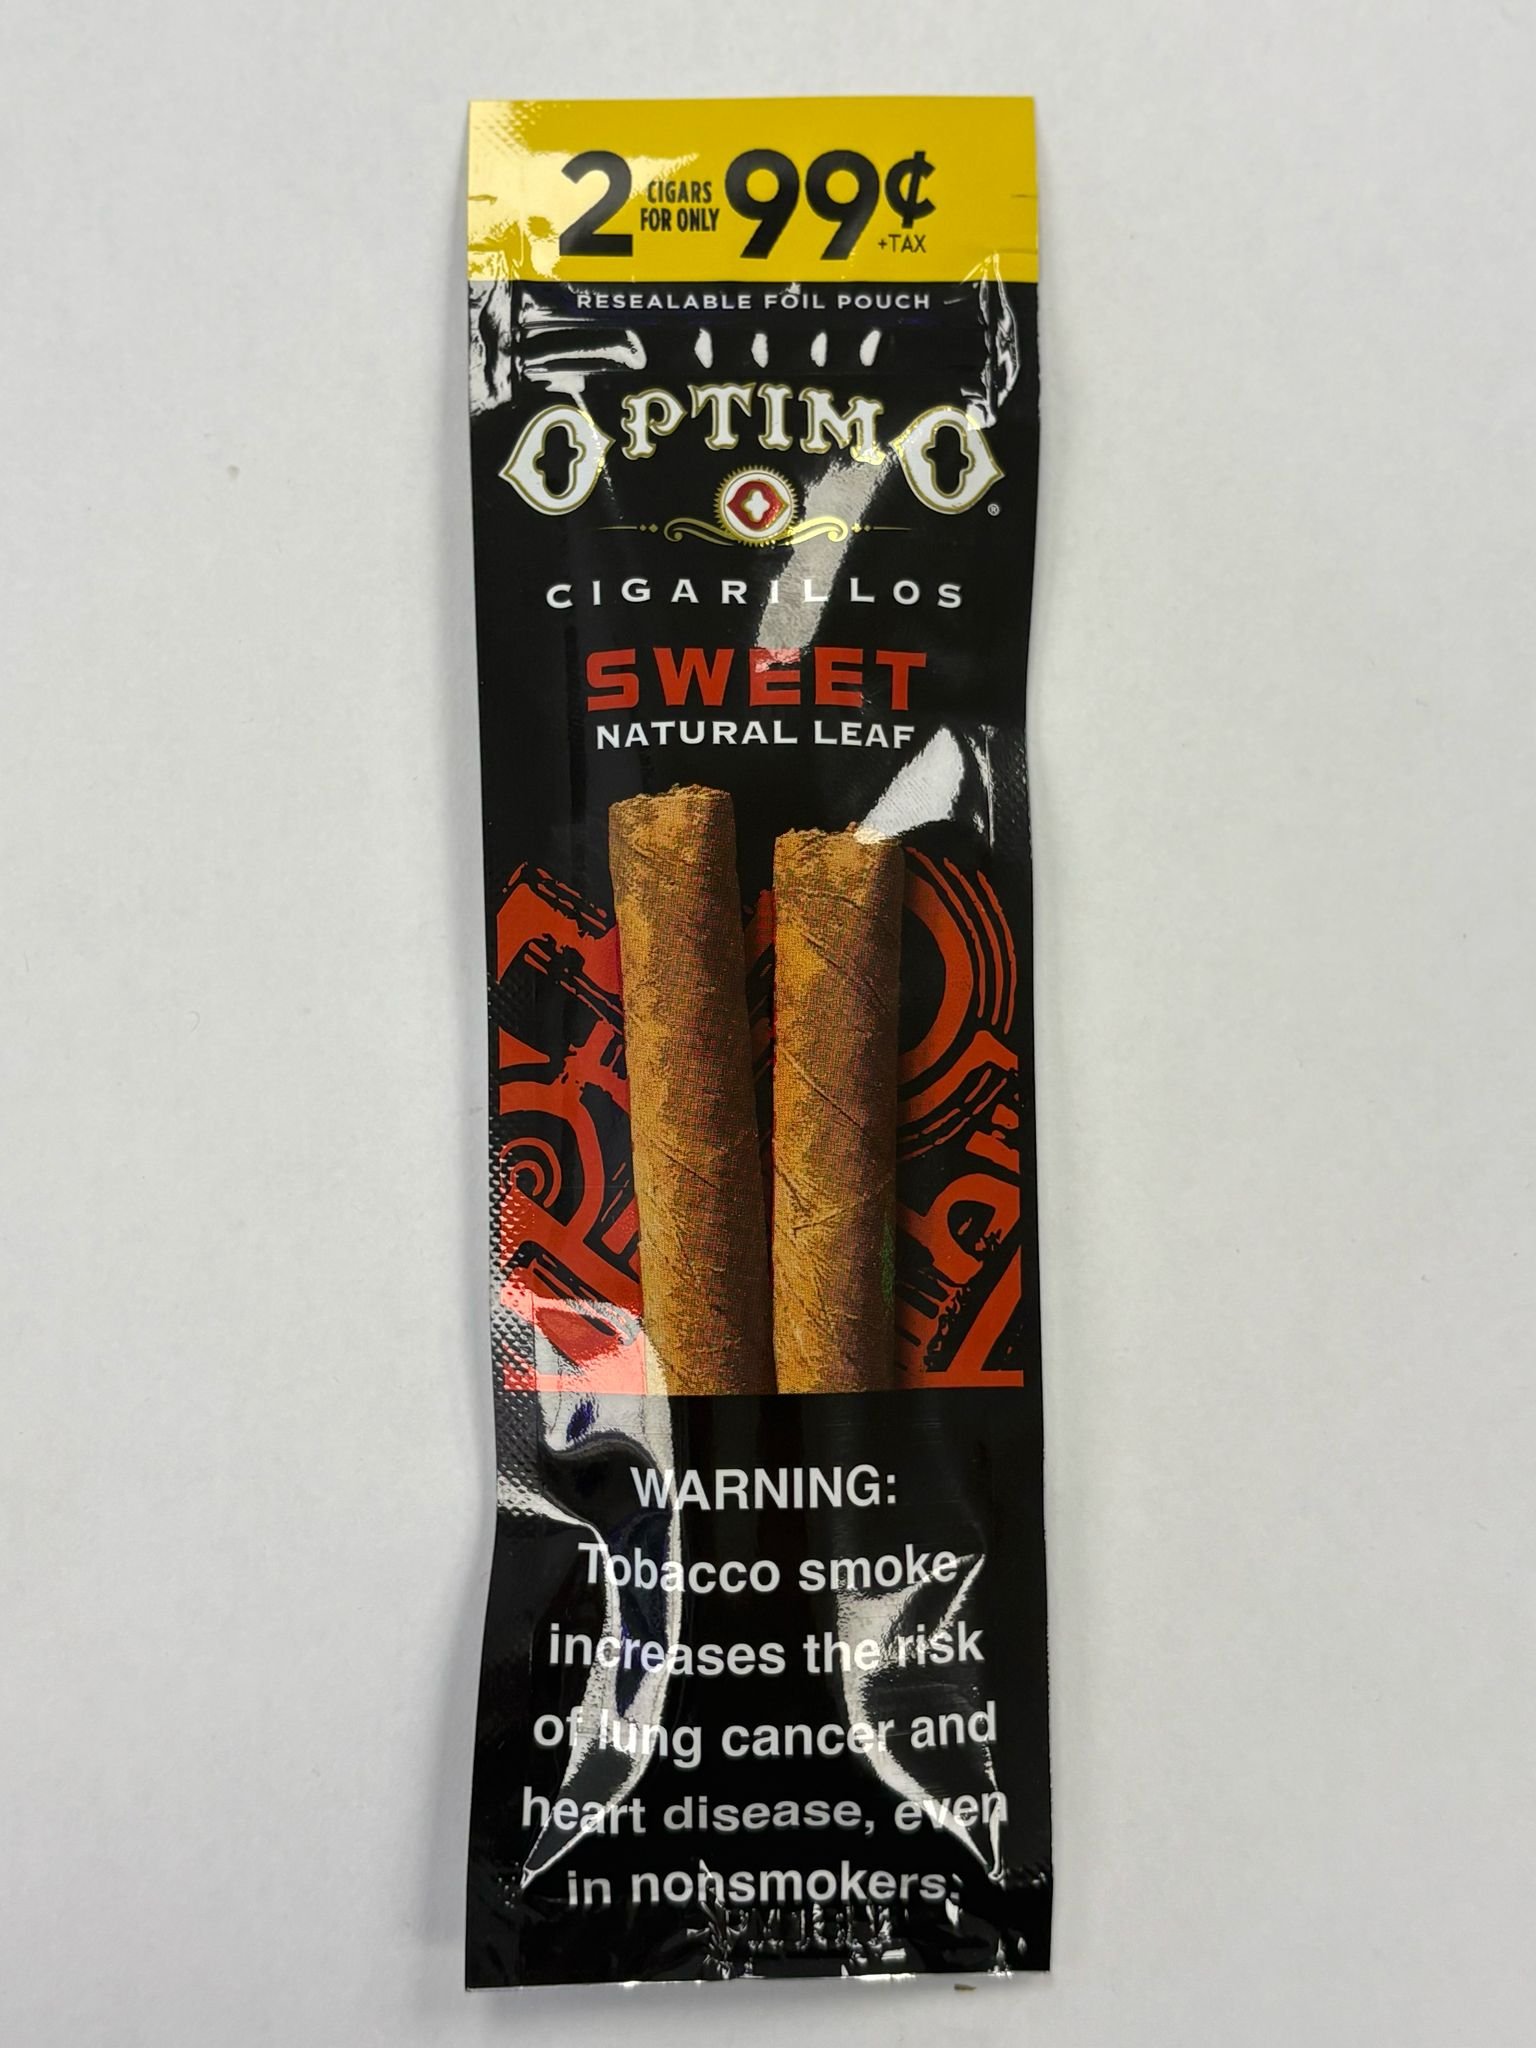 2 CIGARS FOR ONLY 99¢ +TAX
RESEALABLE FOIL POUCH
OPTIMO®
CIGARILLOS
SWEET
NATURAL LEAF
WARNING:
Tobacco smoke
increases the risk
of lung cancer and
heart disease, even
in nonsmokers.